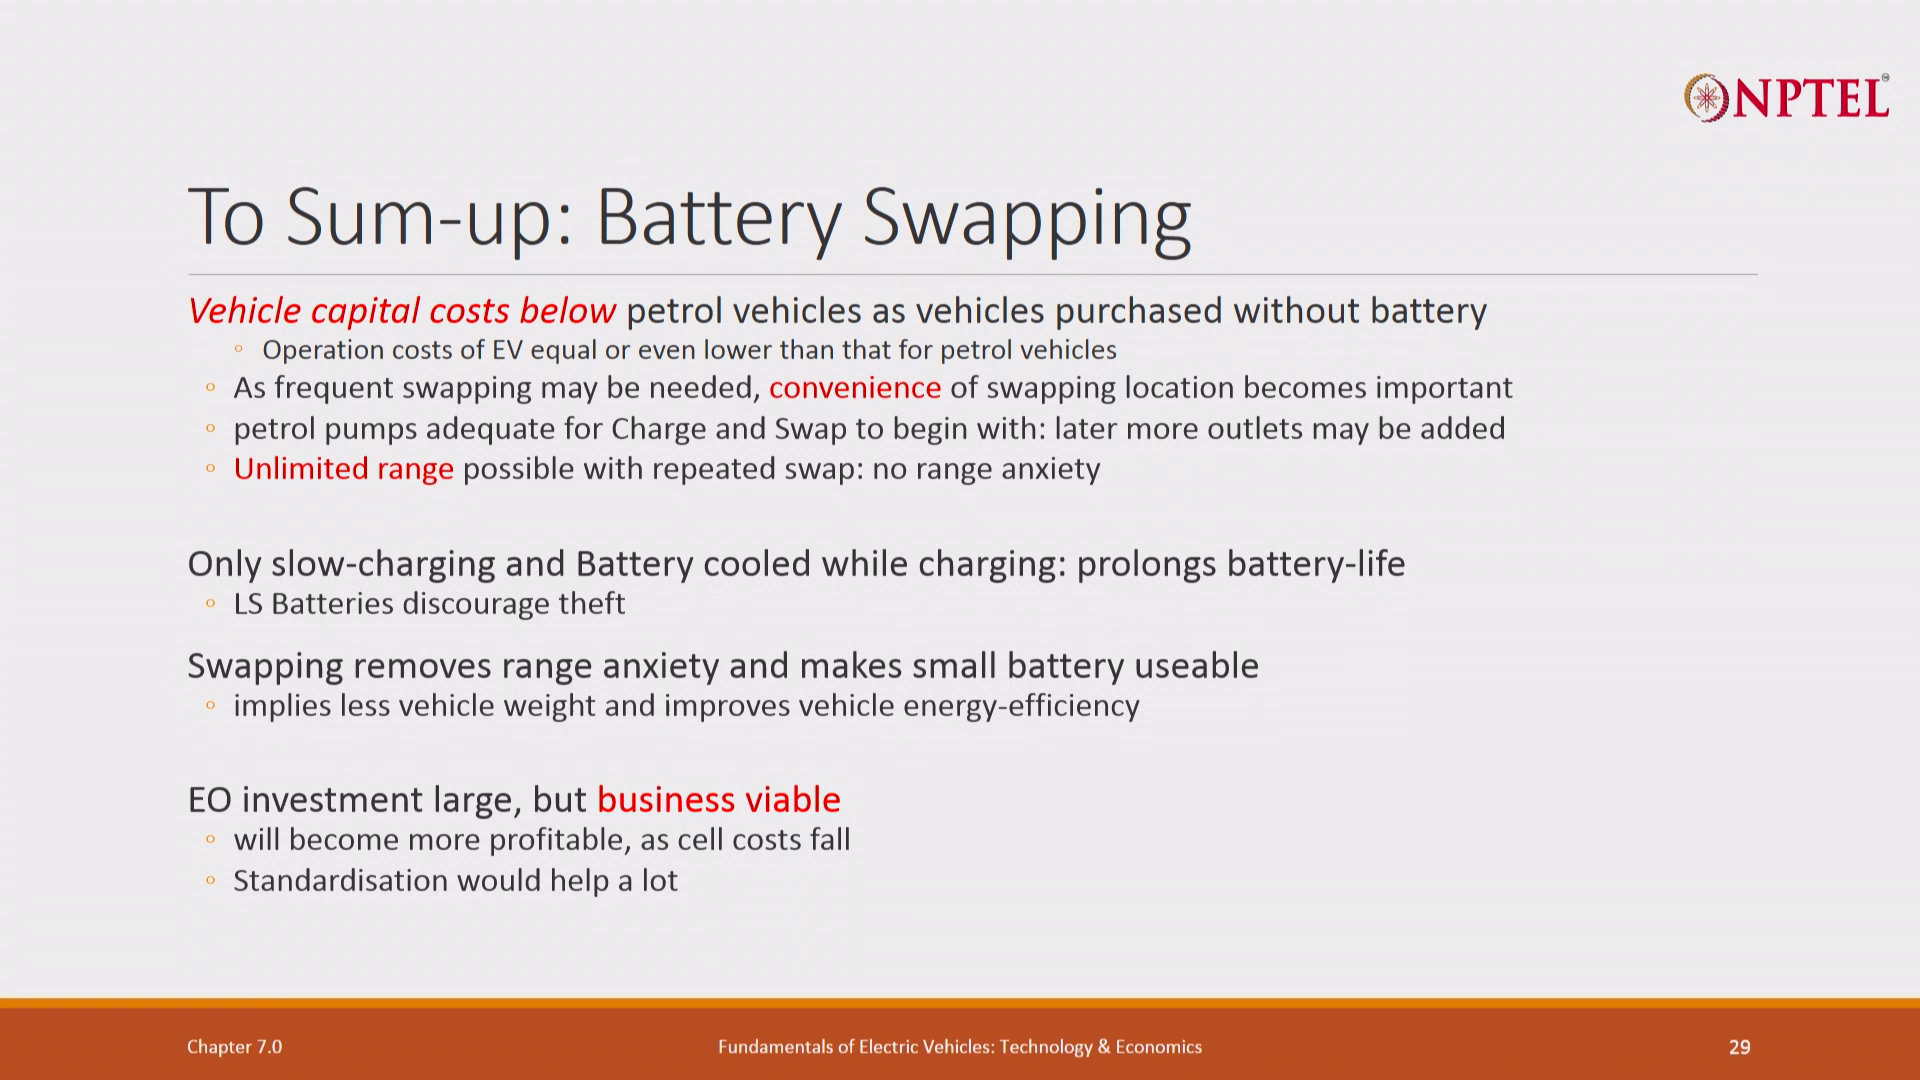 NPTEL
To Sum-up: Battery Swapping
Vehicle capital costs below petrol vehicles as vehicles purchased without battery
◦ Operation costs of EV equal or even lower than that for petrol vehicles
◦ As frequent swapping may be needed, convenience of swapping location becomes important
◦ petrol pumps adequate for Charge and Swap to begin with: later more outlets may be added
◦ Unlimited range possible with repeated swap: no range anxiety
Only slow-charging and Battery cooled while charging: prolongs battery-life
◦ LS Batteries discourage theft
Swapping removes range anxiety and makes small battery useable
◦ implies less vehicle weight and improves vehicle energy-efficiency
EO investment large, but business viable
◦ will become more profitable, as cell costs fall
◦ Standardisation would help a lot
Chapter 7.0
Fundamentals of Electric Vehicles: Technology & Economics
29